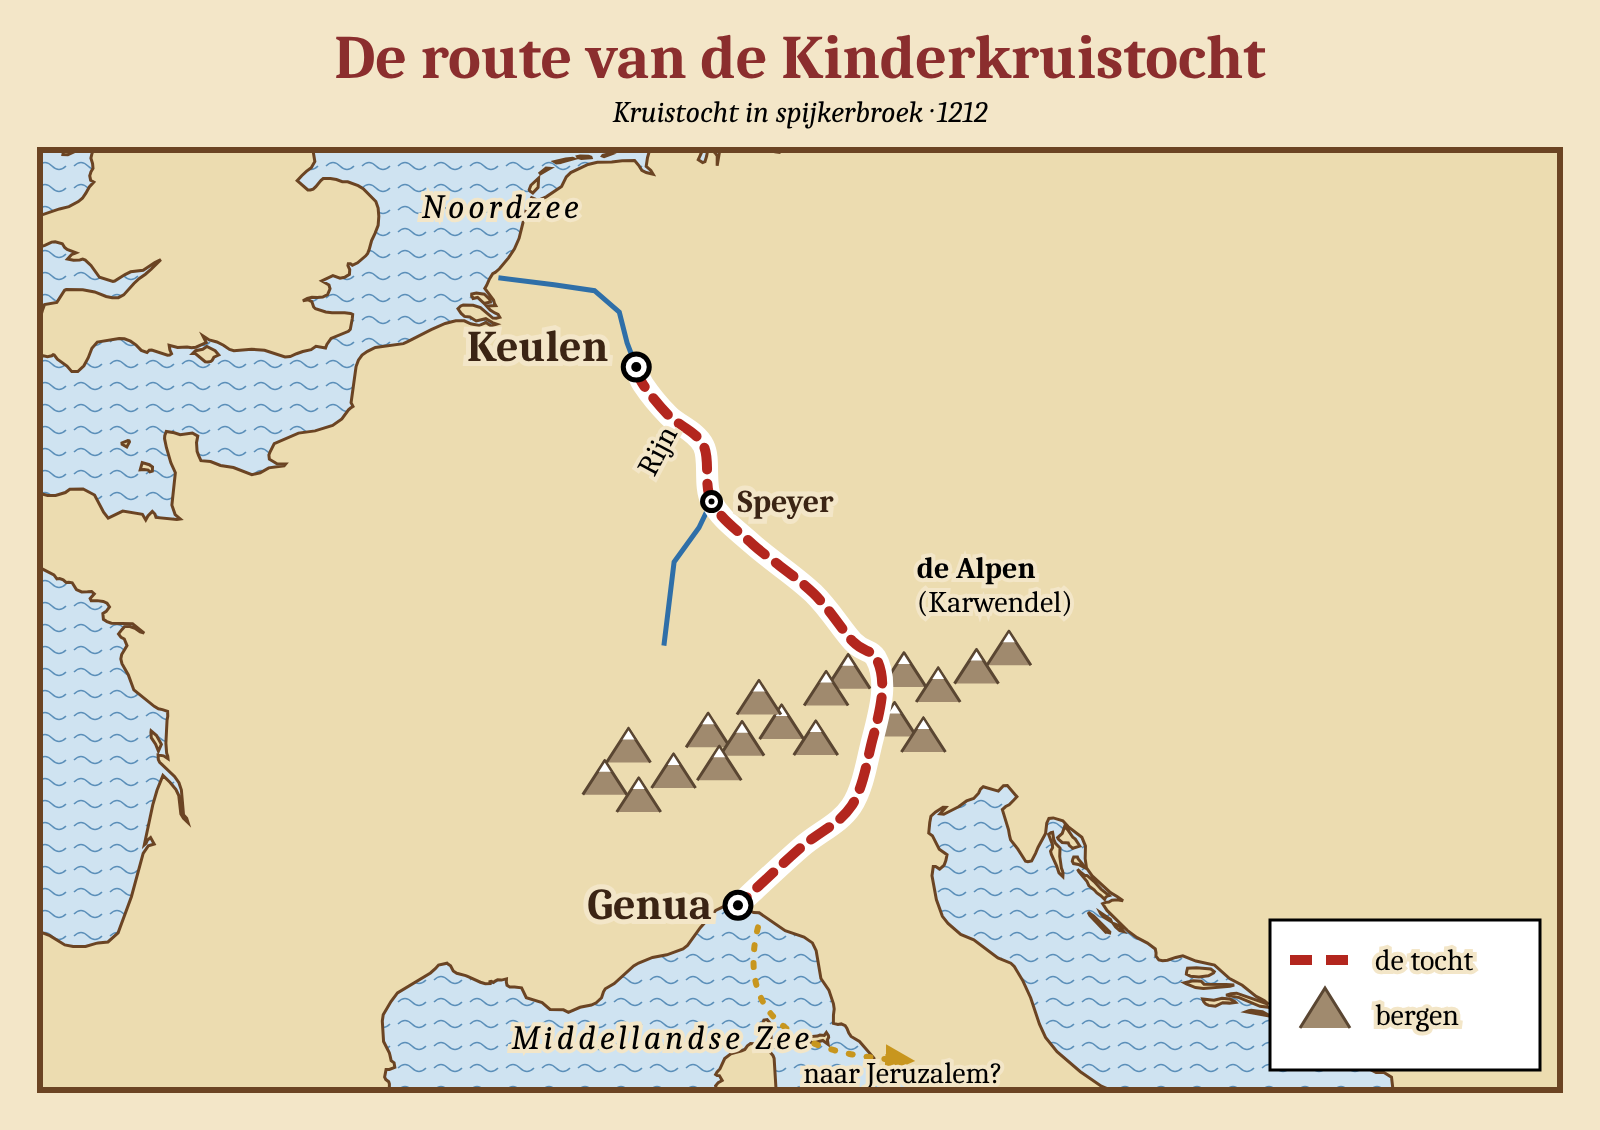 De route van de Kinderkruistocht
Kruistocht in spijkerbroek · 1212
Noordzee
Keulen
Rijn
Speyer
de Alpen
(Karwendel)
Genua
Middellandse Zee
naar Jeruzalem?
de tocht
bergen